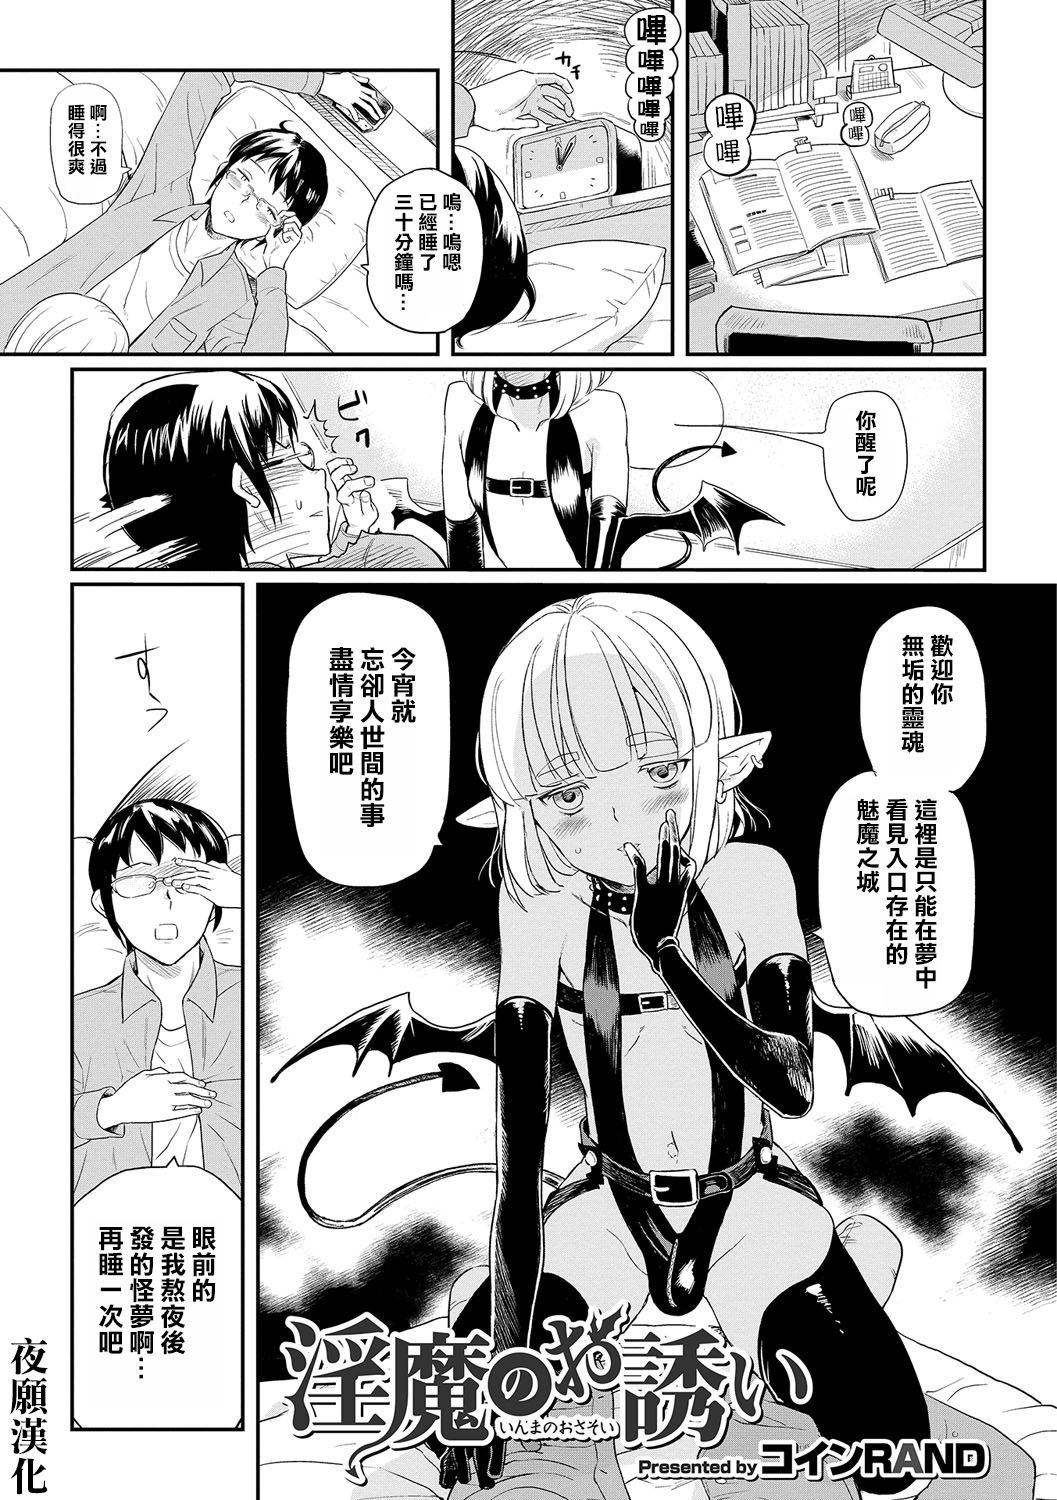 嗶
嗶
嗶
嗶
嗶
嗶
嗶
嗶
嗶
カチ
嗚…嗚嗯
已經睡了
三十分鐘嗎…
啊…不過
睡得很爽
你醒了呢
ビクッ
歡迎你
無垢的靈魂
這裡是只能在夢中
看見入口存在的
魅魔之城
今宵就
忘卻人世間的事
盡情享樂吧
眼前的
是我熬夜後
發的怪夢啊…
再睡一次吧
淫魔のお誘い
いんまのおさそい
Presented by コインRAND
夜願漢化